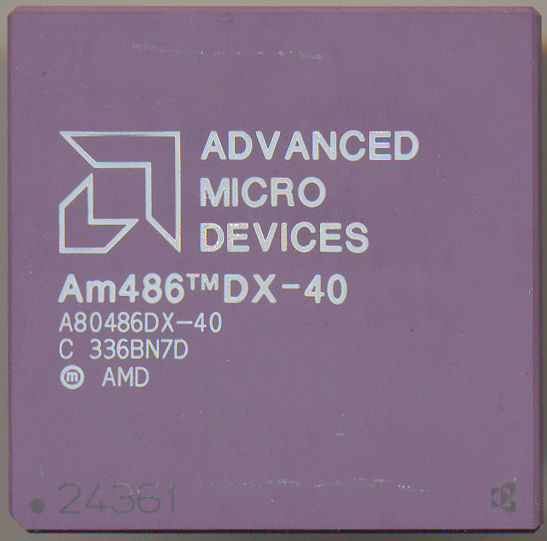 ADVANCED
MICRO
DEVICES
Am486™DX-40
A80486DX-40
C 336BN7D
ⓜ AMD
24361